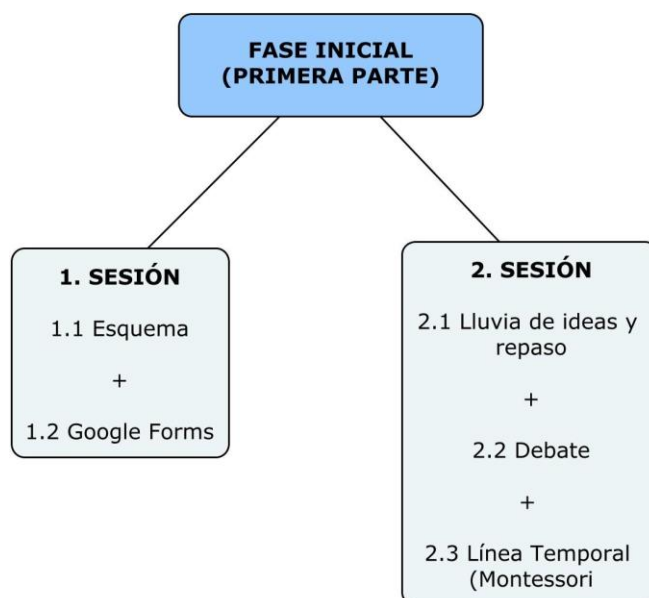 FASE INICIAL
(PRIMERA PARTE)
1. SESIÓN
1.1 Esquema
+
1.2 Google Forms
2. SESIÓN
2.1 Lluvia de ideas y
repaso
+
2.2 Debate
+
2.3 Línea Temporal
(Montessori